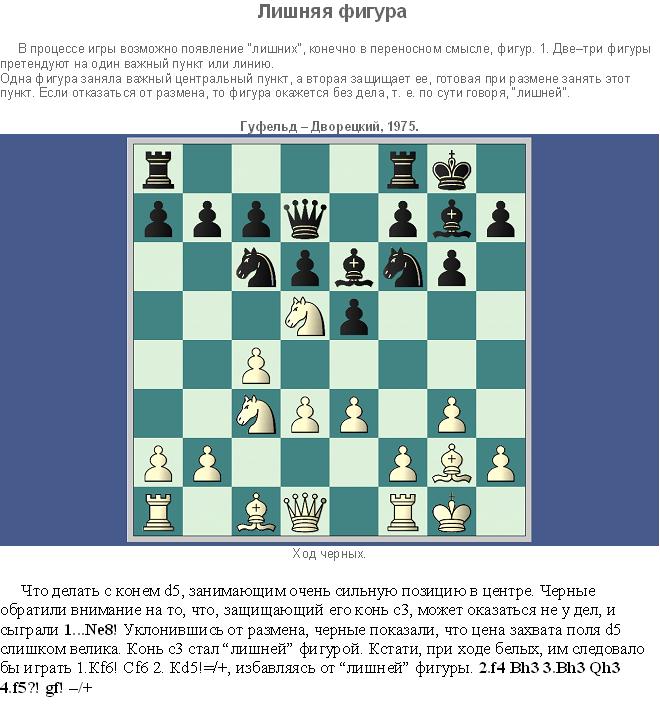 Лишняя фигура
В процессе игры возможно появление "лишних", конечно в переносном смысле, фигур. 1. Две–три фигуры
претендуют на один важный пункт или линию.
Одна фигура заняла важный центральный пункт, а вторая защищает ее, готовая при размене занять этот
пункт. Если отказаться от размена, то фигура окажется без дела, т. е. по сути говоря, "лишней".
Гуфельд – Дворецкий, 1975.
Ход черных.
Что делать с конем d5, занимающим очень сильную позицию в центре. Черные
обратили внимание на то, что, защищающий его конь с3, может оказаться не у дел, и
сыграли 1...Ne8! Уклонившись от размена, черные показали, что цена захвата поля d5
слишком велика. Конь с3 стал “лишней” фигурой. Кстати, при ходе белых, им следовало
бы играть 1.Kf6! Cf6 2. Kd5!=/+, избавляясь от “лишней” фигуры. 2.f4 Bh3 3.Bh3 Qh3
4.f5?! gf! –/+